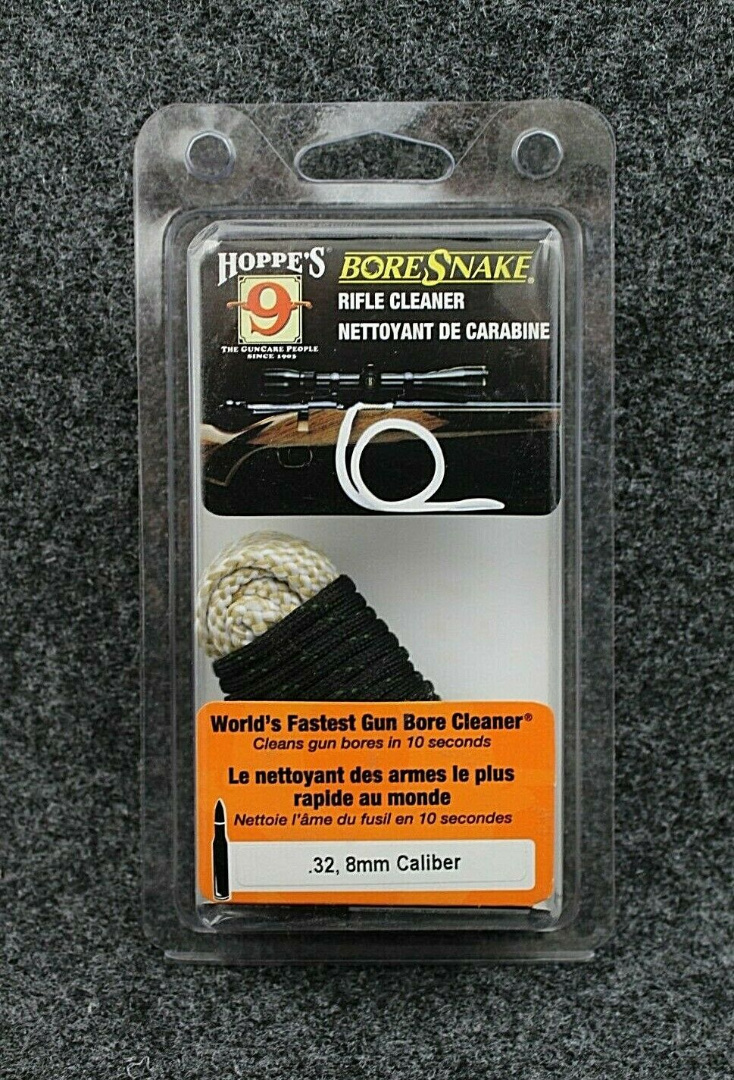 HOPPE'S®
9
THE GUNCARE PEOPLE
SINCE 1903
BORESNAKE®
RIFLE CLEANER
NETTOYANT DE CARABINE
World's Fastest Gun Bore Cleaner®
Cleans gun bores in 10 seconds
Le nettoyant des armes le plus
rapide au monde
Nettoie l'âme du fusil en 10 secondes
.32, 8mm Caliber